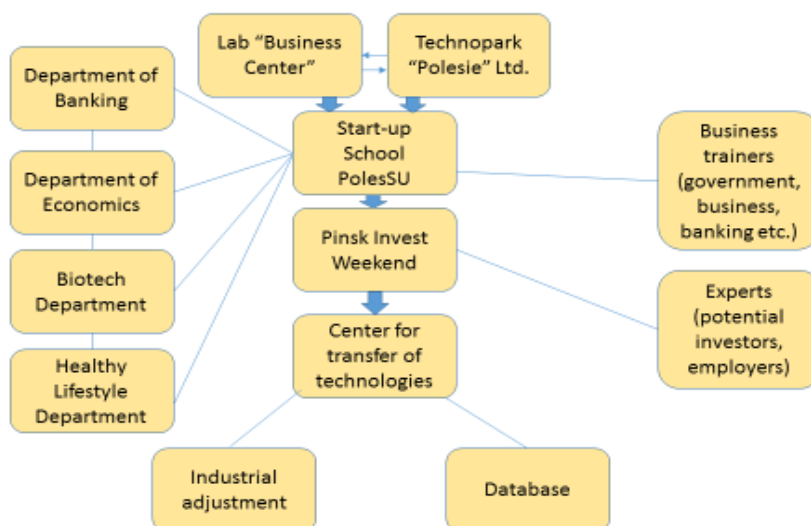 Lab “Business
Center”
Technopark
“Polesie” Ltd.
Department of
Banking
Start-up
School
PolesSU
Business
trainers
(government,
business,
banking etc.)
Department of
Economics
Pinsk Invest
Weekend
Biotech
Department
Experts
(potential
investors,
employers)
Center for
transfer of
technologies
Healthy
Lifestyle
Department
Industrial
adjustment
Database